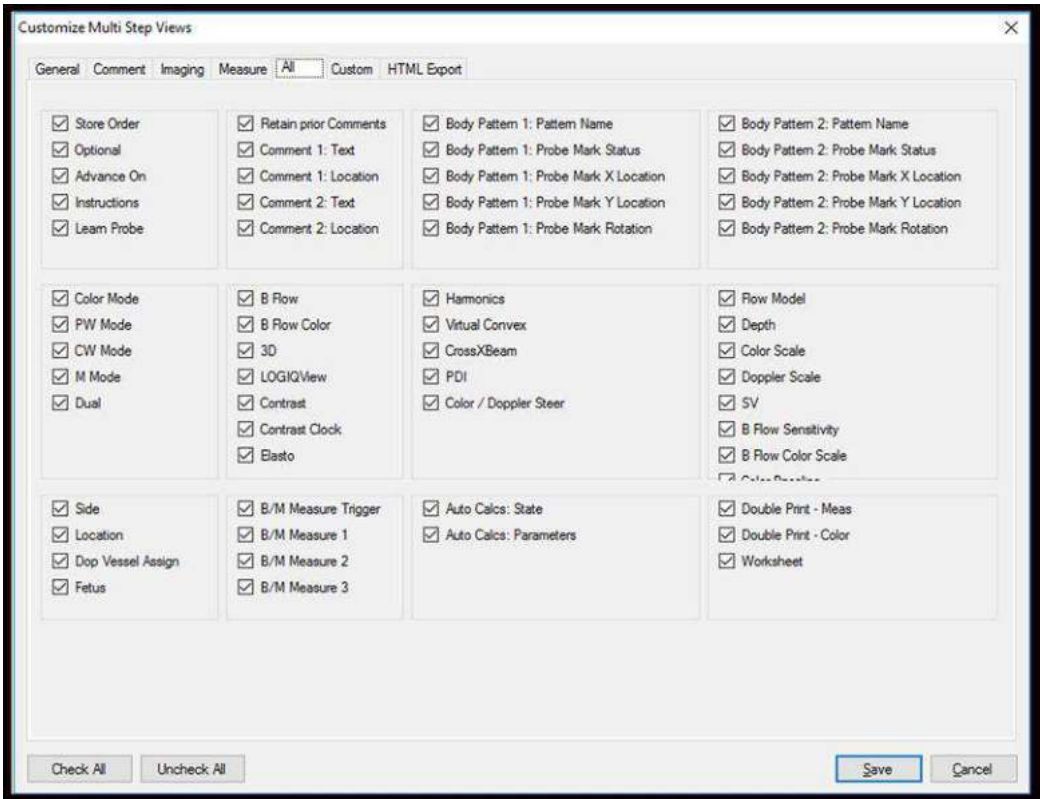 Customize Multi Step Views
General Comment Imaging Measure All Custom HTML Export
Store Order
Optional
Advance On
Instructions
Learn Probe
Retain prior Comments
Comment 1: Text
Comment 1: Location
Comment 2: Text
Comment 2: Location
Body Pattern 1: Pattern Name
Body Pattern 1: Probe Mark Status
Body Pattern 1: Probe Mark X Location
Body Pattern 1: Probe Mark Y Location
Body Pattern 1: Probe Mark Rotation
Body Pattern 2: Pattern Name
Body Pattern 2: Probe Mark Status
Body Pattern 2: Probe Mark X Location
Body Pattern 2: Probe Mark Y Location
Body Pattern 2: Probe Mark Rotation
Color Mode
PW Mode
CW Mode
M Mode
Dual
B Flow
B Flow Color
3D
LOGIQView
Contrast
Contrast Clock
Elasto
Harmonics
Virtual Convex
CrossXBeam
PDI
Color / Doppler Steer
Flow Model
Depth
Color Scale
Doppler Scale
SV
B Flow Sensitivity
B Flow Color Scale
Side
Location
Dop Vessel Assign
Fetus
B/M Measure Trigger
B/M Measure 1
B/M Measure 2
B/M Measure 3
Auto Calcs: State
Auto Calcs: Parameters
Double Print - Meas
Double Print - Color
Worksheet
Check All
Uncheck All
Save
Cancel